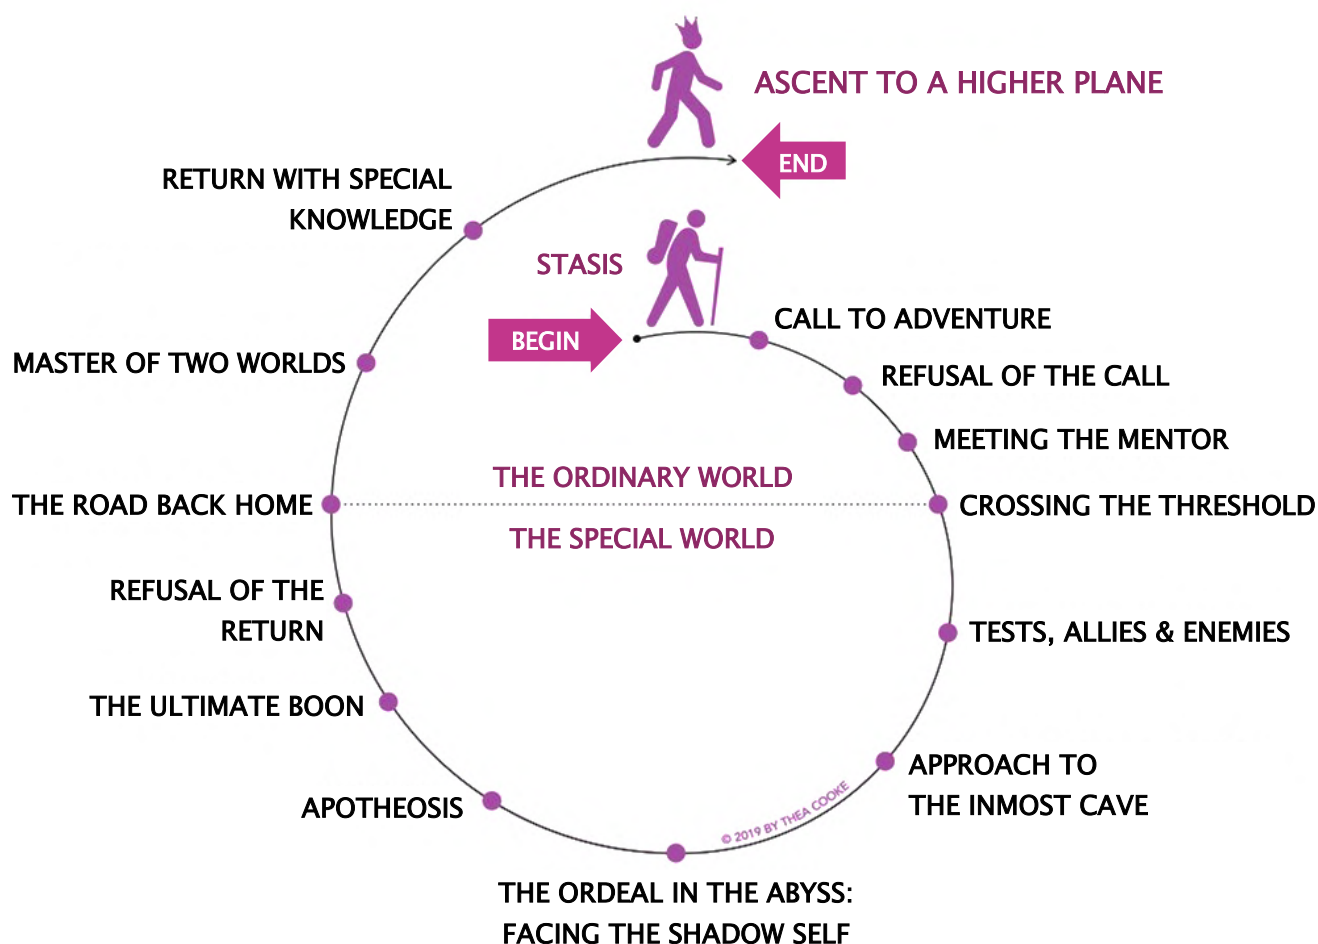 ASCENT TO A HIGHER PLANE
END
RETURN WITH SPECIAL
KNOWLEDGE
STASIS
BEGIN
CALL TO ADVENTURE
MASTER OF TWO WORLDS
REFUSAL OF THE CALL
MEETING THE MENTOR
THE ORDINARY WORLD
THE ROAD BACK HOME
CROSSING THE THRESHOLD
THE SPECIAL WORLD
REFUSAL OF THE
RETURN
TESTS, ALLIES & ENEMIES
THE ULTIMATE BOON
APPROACH TO
THE INMOST CAVE
APOTHEOSIS
© 2019 BY THEA COOKE
THE ORDEAL IN THE ABYSS:
FACING THE SHADOW SELF